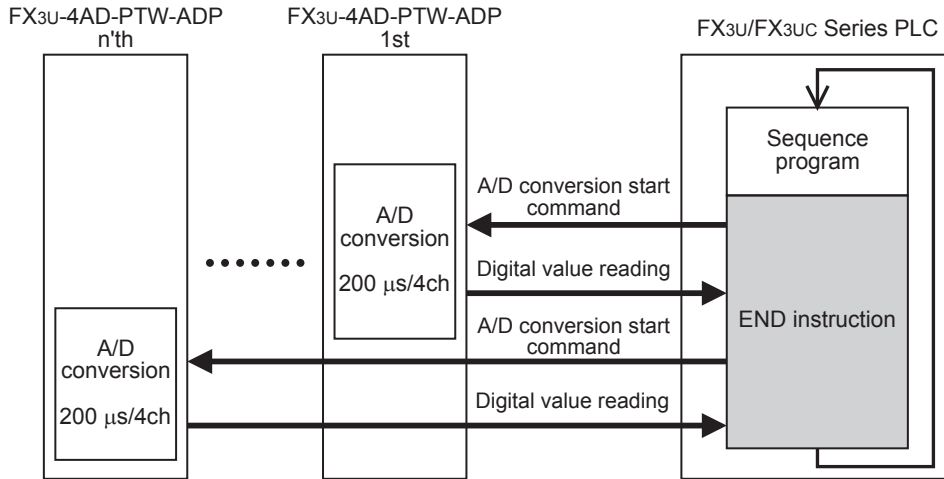 FX3U-4AD-PTW-ADP
n'th
FX3U-4AD-PTW-ADP
1st
FX3U/FX3UC Series PLC
Sequence
program
A/D conversion start
command
A/D
conversion
200 μs/4ch
Digital value reading
END instruction
A/D conversion start
command
A/D
conversion
200 μs/4ch
Digital value reading